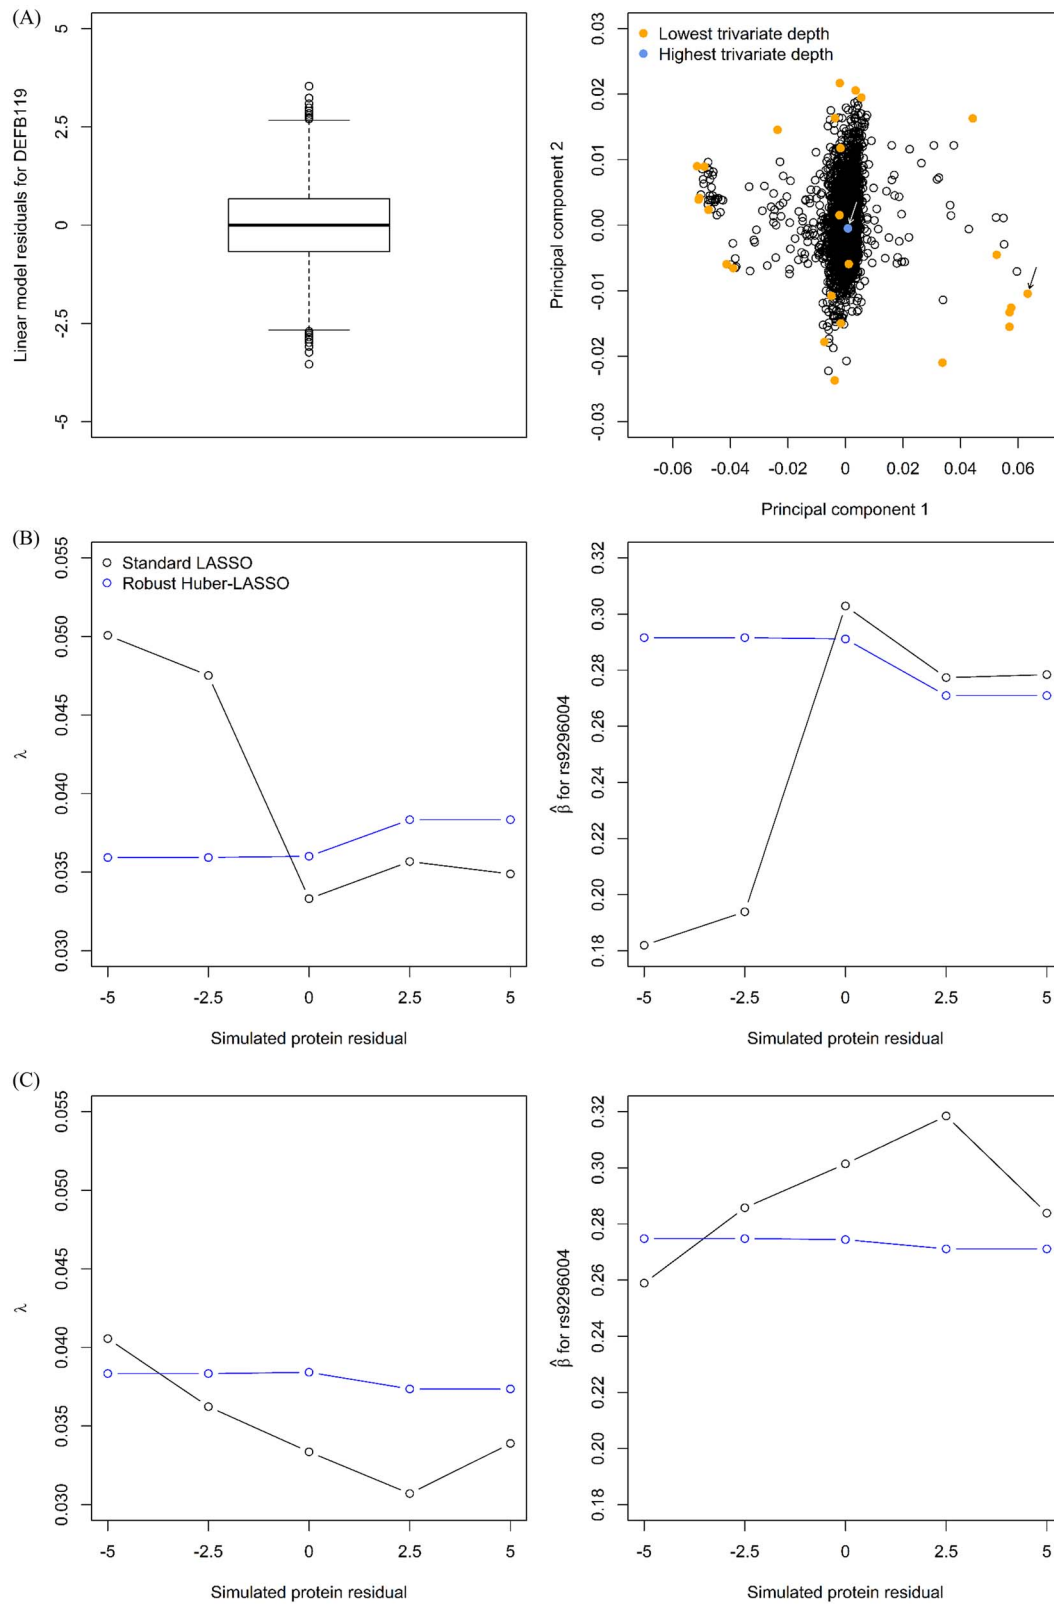 (A)
Linear model residuals for DEFB119
5
2.5
0
-2.5
-5
Principal component 2
0.03
0.02
0.01
0.00
-0.01
-0.02
-0.03
Lowest trivariate depth
Highest trivariate depth
-0.06 -0.04 -0.02 0 0.02 0.04 0.06
Principal component 1
(B)
λ
0.055
0.050
0.045
0.040
0.035
0.030
Standard LASSO
Robust Huber-LASSO
-5 -2.5 0 2.5 5
Simulated protein residual
β̂ for rs9296004
0.32
0.30
0.28
0.26
0.24
0.22
0.20
0.18
-5 -2.5 0 2.5 5
Simulated protein residual
(C)
λ
0.055
0.050
0.045
0.040
0.035
0.030
-5 -2.5 0 2.5 5
Simulated protein residual
β̂ for rs9296004
0.32
0.30
0.28
0.26
0.24
0.22
0.20
0.18
-5 -2.5 0 2.5 5
Simulated protein residual